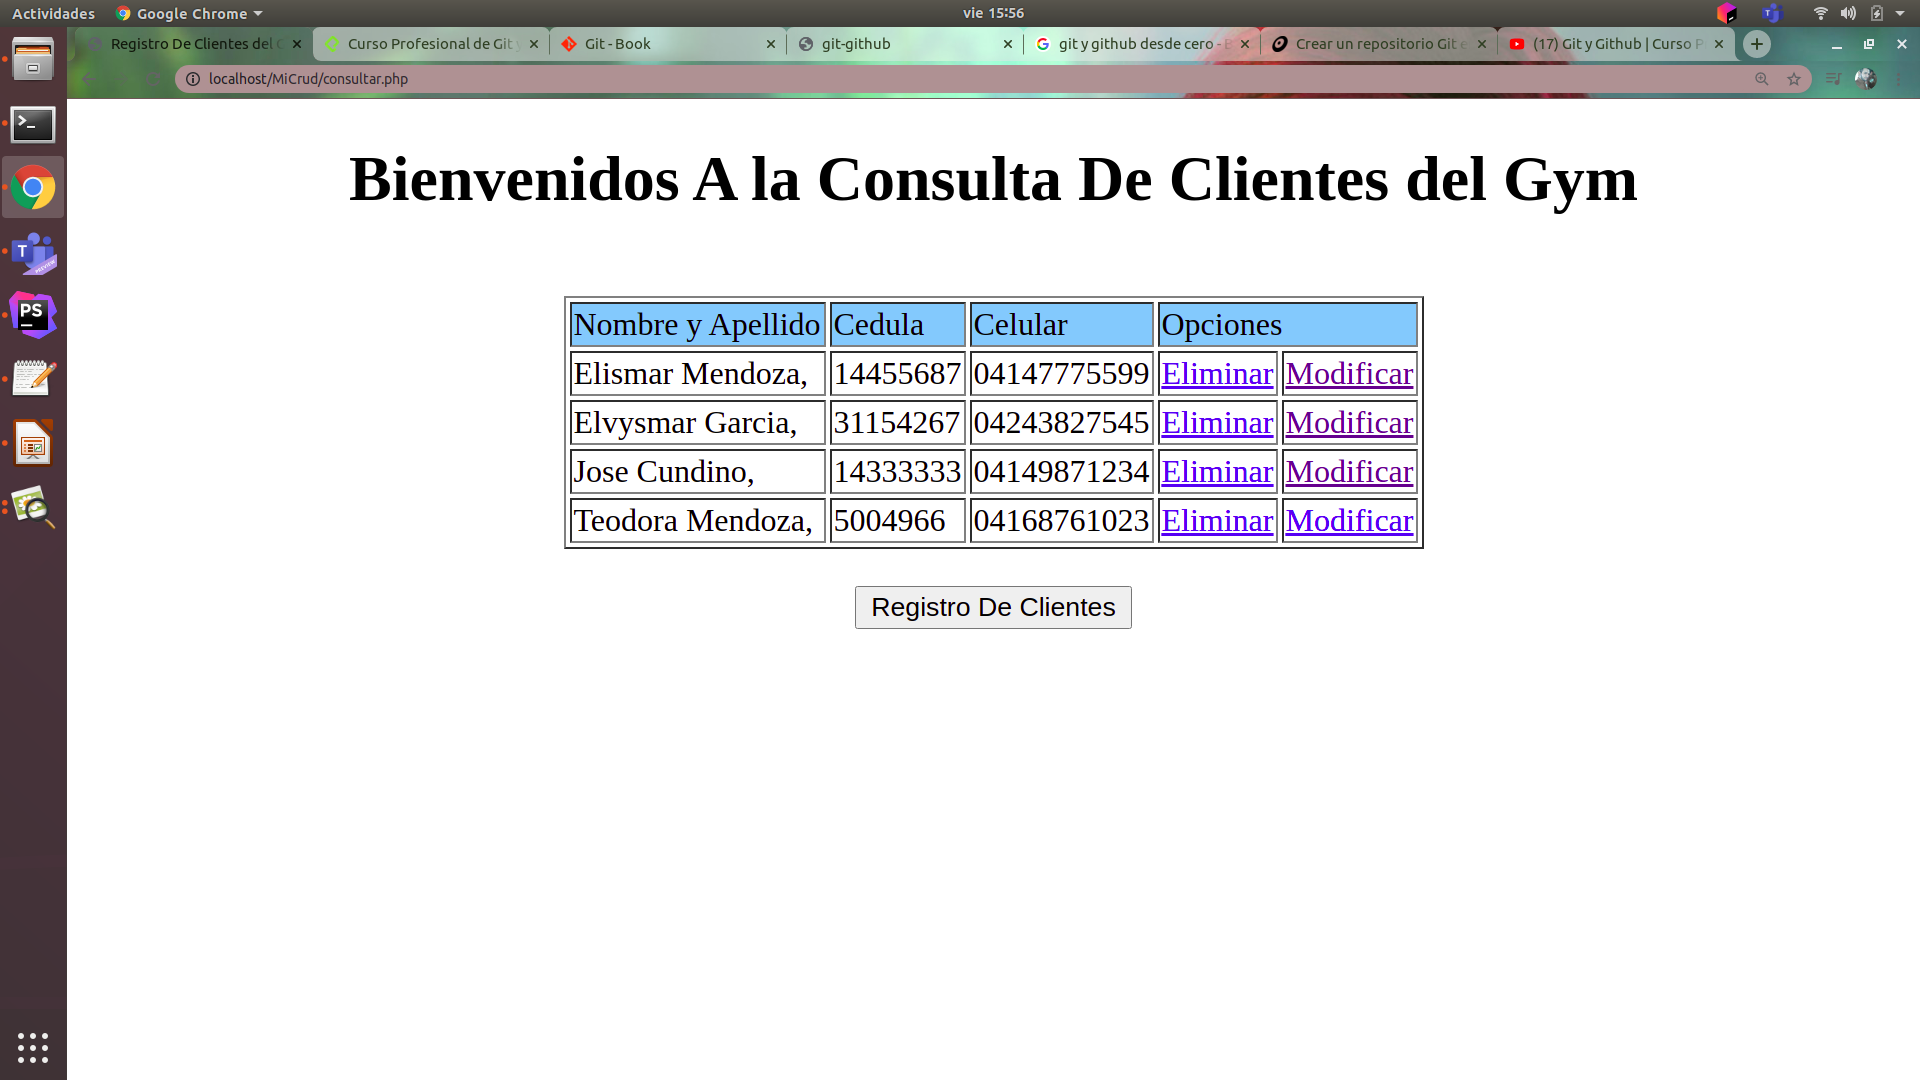 Actividades Google Chrome vie 15:56
Registro De Clientes del Curso Profesional de Git y Git - Book git-github git y github desde cero - Crear un repositorio Git e (17) Git y Github | Curso P
localhost/MiCrud/consultar.php
Bienvenidos A la Consulta De Clientes del Gym
Nombre y Apellido Cedula Celular Opciones
Elismar Mendoza, 14455687 04147775599 Eliminar Modificar
Elvysmar Garcia, 31154267 04243827545 Eliminar Modificar
Jose Cundino, 14333333 04149871234 Eliminar Modificar
Teodora Mendoza, 5004966 04168761023 Eliminar Modificar
Registro De Clientes